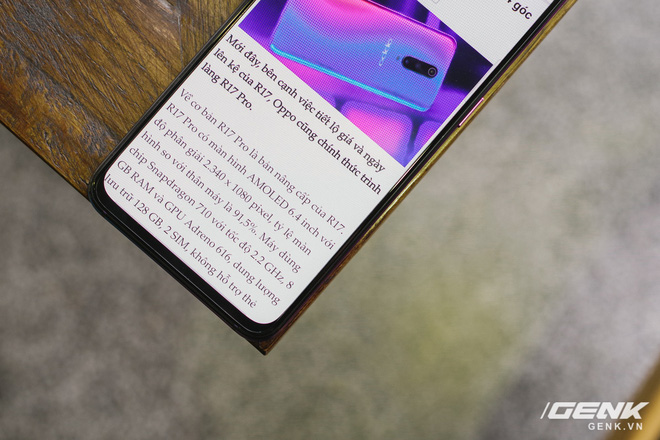 góc
oppo
Mới đây, bên cạnh việc tiết lộ giá và ngày
lên kệ của R17, Oppo cũng chính thức trình
làng R17 Pro.
Về cơ bản R17 Pro là bản nâng cấp của R17.
R17 Pro có màn hình AMOLED 6.4 inch với
độ phân giải 2.340 x 1080 pixel, tỷ lệ màn
hình so với thân máy là 91,5%. Máy dùng
chip Snapdragon 710 với tốc độ 2.2 GHz, 8
GB RAM và GPU Adreno 616, dung lượng
lưu trữ 128 GB, 2 SIM, không hỗ trợ thẻ
GENK
GENK.VN